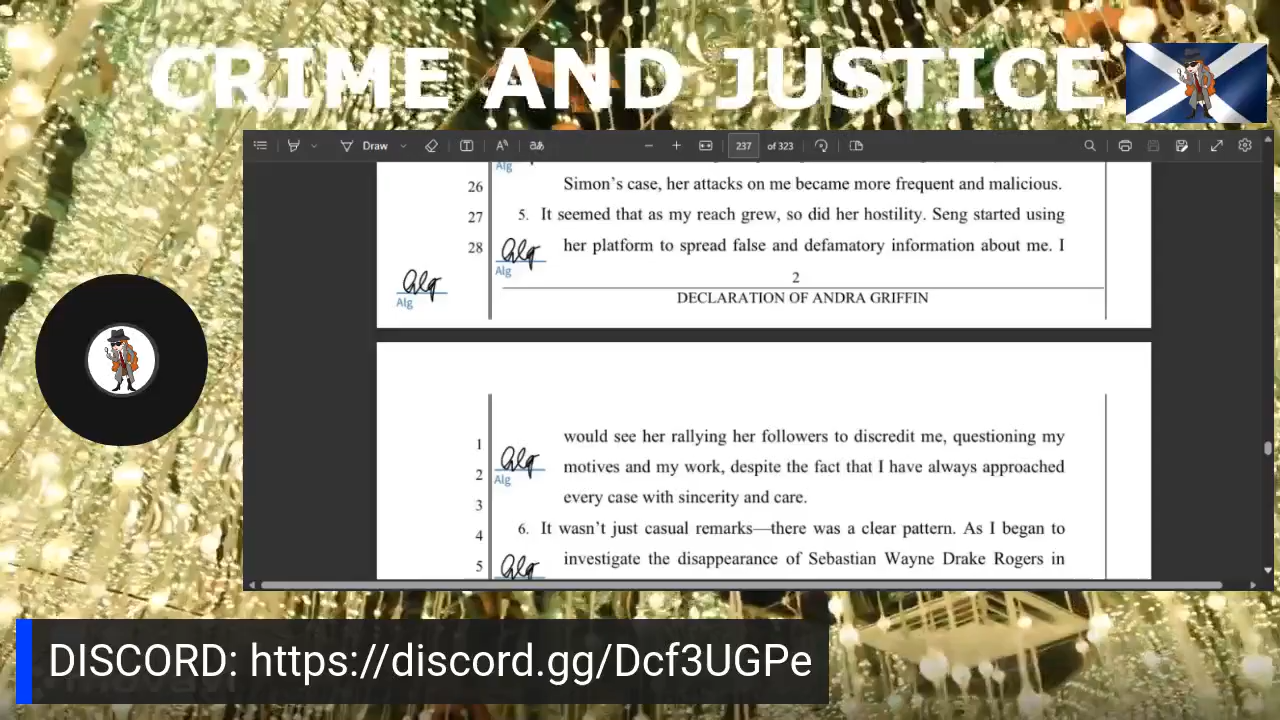 CRIME AND JUSTICE
Draw
237 of 323
Alg
26 Simon's case, her attacks on me became more frequent and malicious.
27 5. It seemed that as my reach grew, so did her hostility. Seng started using
28 Alg her platform to spread false and defamatory information about me. I
Alg
Alg
Alg
2
DECLARATION OF ANDRA GRIFFIN
1 would see her rallying her followers to discredit me, questioning my
Alg
2 motives and my work, despite the fact that I have always approached
Alg
3 every case with sincerity and care.
4 6. It wasn't just casual remarks—there was a clear pattern. As I began to
5 Alg investigate the disappearance of Sebastian Wayne Drake Rogers in
DISCORD: https://discord.gg/Dcf3UGPe